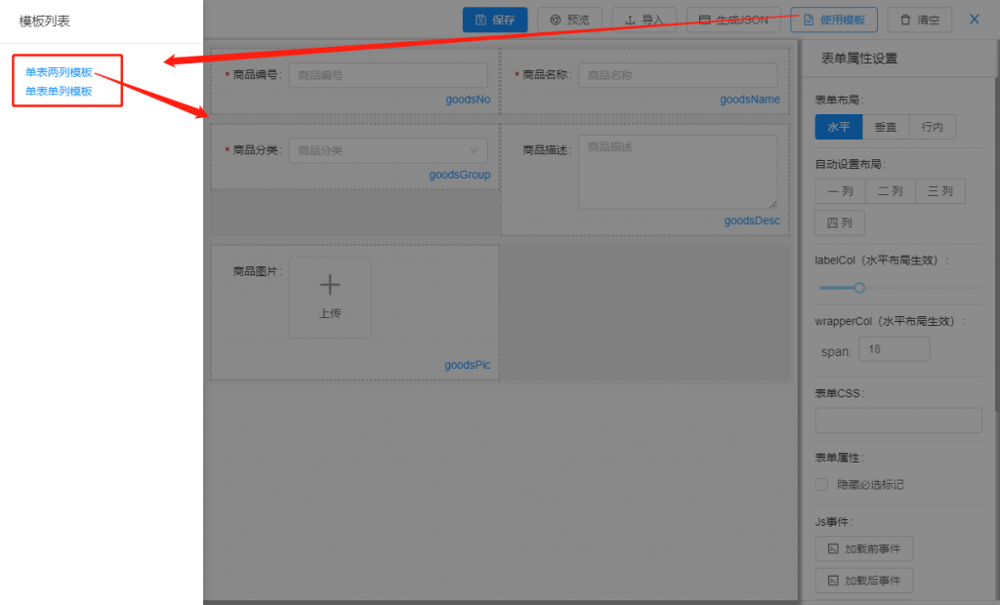 模板列表
单表两列模板
单表单列模板
保存
预览
导入
生成JSON
使用模板
清空
* 商品编号:
商品编号
goodsNo
* 商品名称:
商品名称
goodsName
* 商品分类:
商品分类
goodsGroup
商品描述:
商品描述
goodsDesc
商品图片:
上传
goodsPic
表单属性设置
表单布局:
水平 垂直 行内
自动设置布局:
一 列 二 列 三 列
四 列
labelCol（水平布局生效）:
wrapperCol（水平布局生效）:
span: 18
表单CSS:
表单属性:
隐藏必选标记
Js事件:
加载前事件
加载后事件